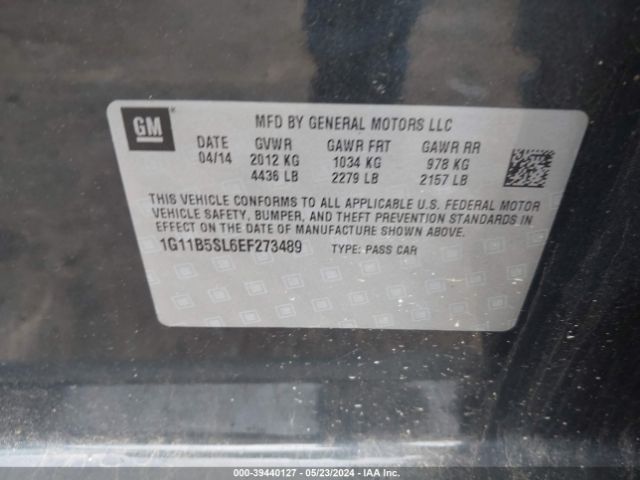 GM
MFD BY GENERAL MOTORS LLC
DATE GVWR GAWR FRT GAWR RR
04/14 2012 KG 1034 KG 978 KG
4436 LB 2279 LB 2157 LB
THIS VEHICLE CONFORMS TO ALL APPLICABLE U.S. FEDERAL MOTOR
VEHICLE SAFETY, BUMPER, AND THEFT PREVENTION STANDARDS IN
EFFECT ON THE DATE OF MANUFACTURE SHOWN ABOVE.
1G11B5SL6EF273489 TYPE: PASS CAR
000-39440127 - 05/23/2024 - IAA Inc.